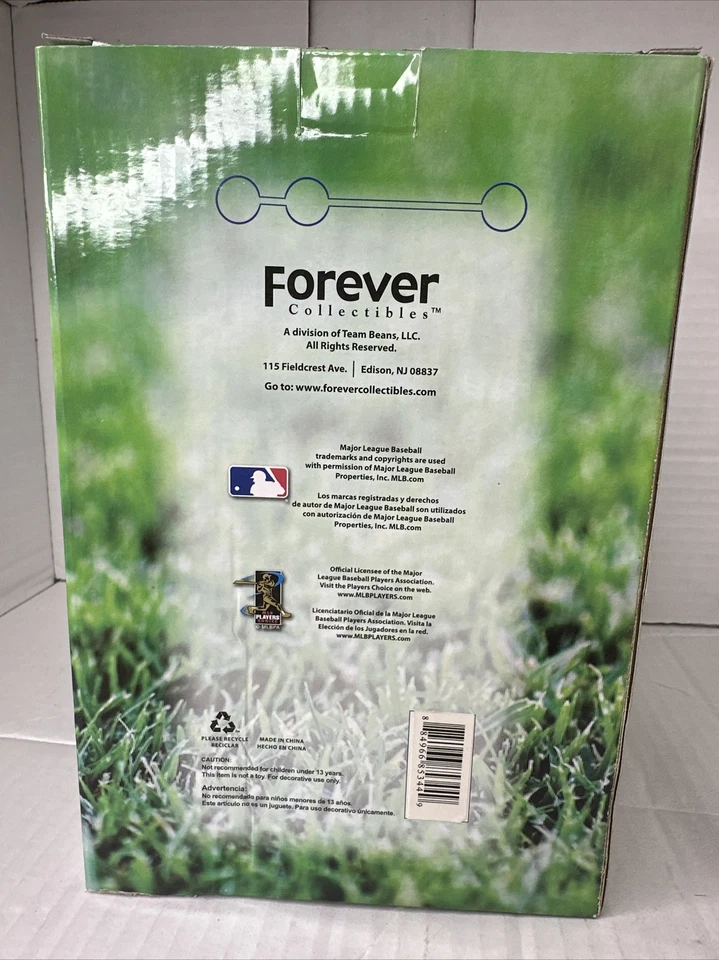 Forever
Collectibles™
A division of Team Beans, LLC.
All Rights Reserved.
115 Fieldcrest Ave. | Edison, NJ 08837
Go to: www.forevercollectibles.com
Major League Baseball
trademarks and copyrights are used
with permission of Major League Baseball
Properties, Inc. MLB.com
Los marcas registradas y derechos
de autor de Major League Baseball son utilizados
con autorización de Major League Baseball
Properties, Inc. MLB.com
Official Licensee of the Major
League Baseball Players Association.
Visit the Players Choice on the web.
www.MLBPLAYERS.com
Licenciatario Oficial de la Major League
Baseball Players Association. Visita la
Elección de los Jugadores en la red.
www.MLBPLAYERS.com
PLAYERS
© MLBPA
PLEASE RECYCLE
RECICLAR
MADE IN CHINA
HECHO EN CHINA
CAUTION:
Not recommended for children under 13 years.
This item is not a toy. For decorative use only.
Advertencia:
No recomendado para niños menores de 13 años.
Este artículo no es un juguete. Para uso decorativo únicamente.